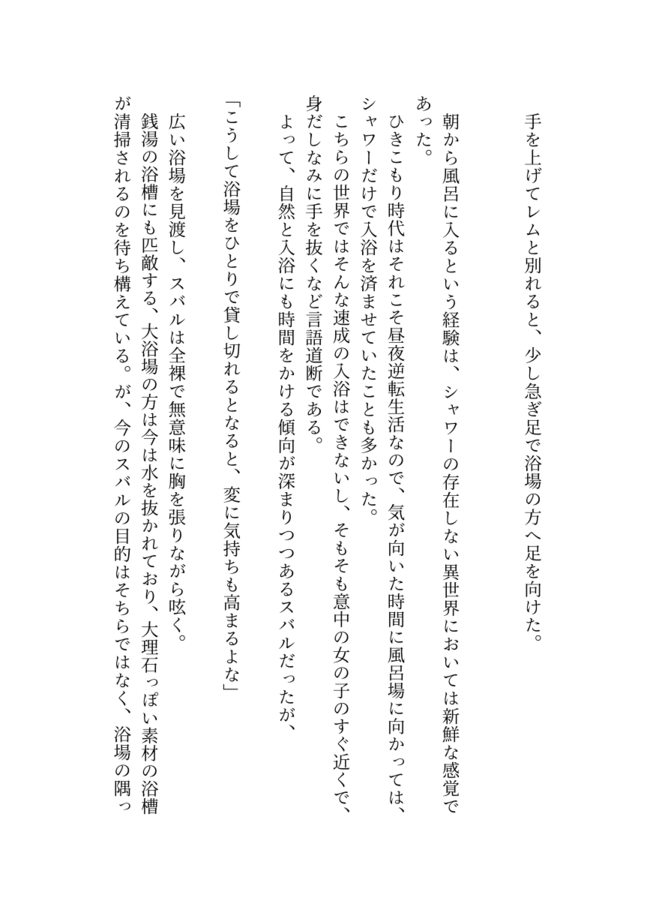 手を上げてレムと別れると、少し急ぎ足で浴場の方へ足を向けた。
朝から風呂に入るという経験は、シャワーの存在しない異世界においては新鮮な感覚で
あった。
ひきこもり時代はそれこそ昼夜逆転生活なので、気が向いた時間に風呂場に向かっては、
シャワーだけで入浴を済ませていたことも多かった。
こちらの世界ではそんな速成の入浴はできないし、そもそも意中の女の子のすぐ近くで、
身だしなみに手を抜くなど言語道断である。
よって、自然と入浴にも時間をかける傾向が深まりつつあるスバルだったが、
「こうして浴場をひとりで貸し切れるとなると、変に気持ちも高まるよな」
広い浴場を見渡し、スバルは全裸で無意味に胸を張りながら呟く。
銭湯の浴槽にも匹敵する、大浴場の方は今は水を抜かれており、大理石っぽい素材の浴槽
が清掃されるのを待ち構えている。が、今のスバルの目的はそちらではなく、浴場の隅っ